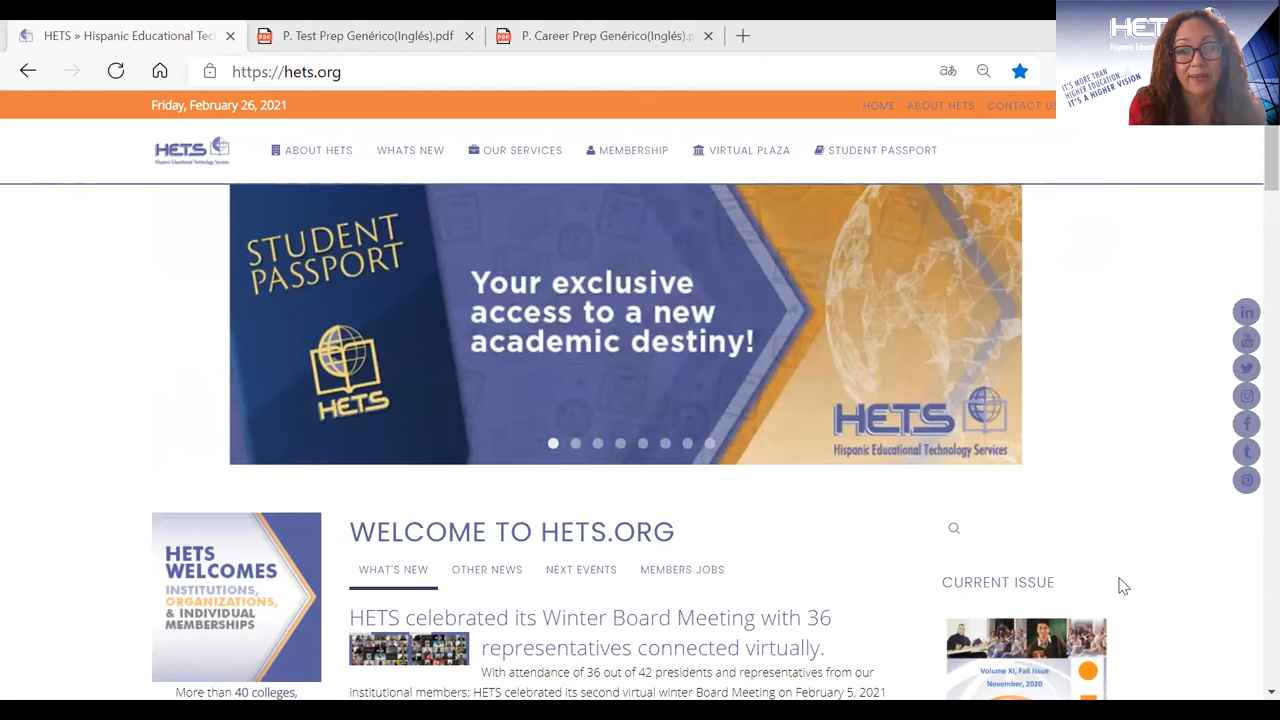 HETS » Hispanic Educational Tec
P. Test Prep Genérico(Inglés).pdf
P. Career Prep Genérico(Inglés).p
https://hets.org
HETS
Hispanic Educational
IT'S MORE THAN
HIGHER EDUCATION,
IT'S A HIGHER VISION
Friday, February 26, 2021
HOME ABOUT HETS CONTACT US
HETS
Hispanic Educational Technology Services
ABOUT HETS WHATS NEW OUR SERVICES MEMBERSHIP VIRTUAL PLAZA STUDENT PASSPORT
STUDENT
PASSPORT
HETS
Your exclusive
access to a new
academic destiny!
HETS
Hispanic Educational Technology Services
HETS
WELCOMES
INSTITUTIONS,
ORGANIZATIONS,
& INDIVIDUAL
MEMBERSHIPS
More than 40 colleges,
WELCOME TO HETS.ORG
WHAT'S NEW OTHER NEWS NEXT EVENTS MEMBERS JOBS
HETS celebrated its Winter Board Meeting with 36
representatives connected virtually.
With attendance of 36 out of 42 presidents and representatives from our
institutional members, HETS celebrated its second virtual winter Board Meeting on February 5, 2021
CURRENT ISSUE
Volume XI, Fall Issue
November, 2020